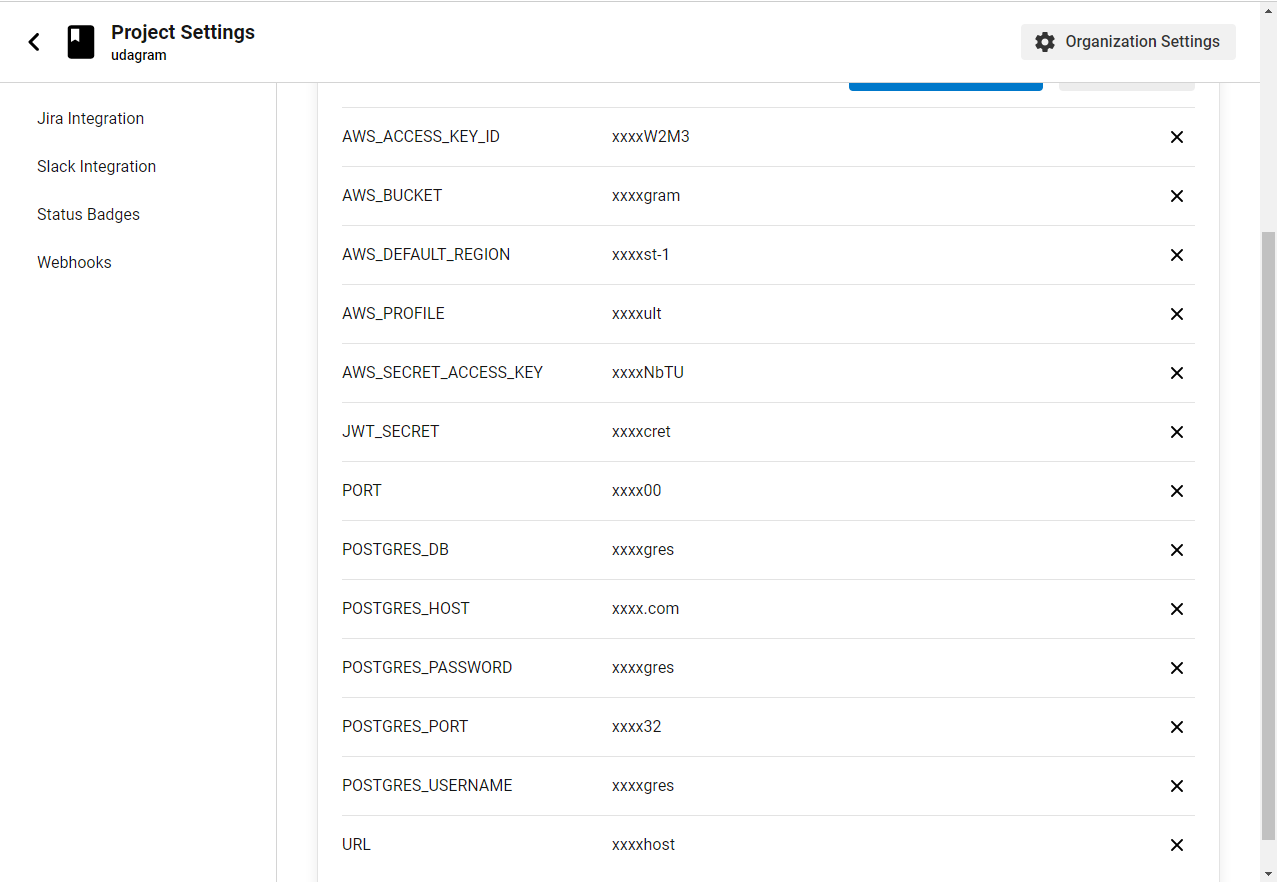 Project Settings
udagram
Organization Settings
Jira Integration
Slack Integration
Status Badges
Webhooks
AWS_ACCESS_KEY_ID xxxxW2M3
AWS_BUCKET xxxxgram
AWS_DEFAULT_REGION xxxxst-1
AWS_PROFILE xxxxult
AWS_SECRET_ACCESS_KEY xxxxNbTU
JWT_SECRET xxxxcret
PORT xxxx00
POSTGRES_DB xxxxgres
POSTGRES_HOST xxxx.com
POSTGRES_PASSWORD xxxxgres
POSTGRES_PORT xxxx32
POSTGRES_USERNAME xxxxgres
URL xxxxhost